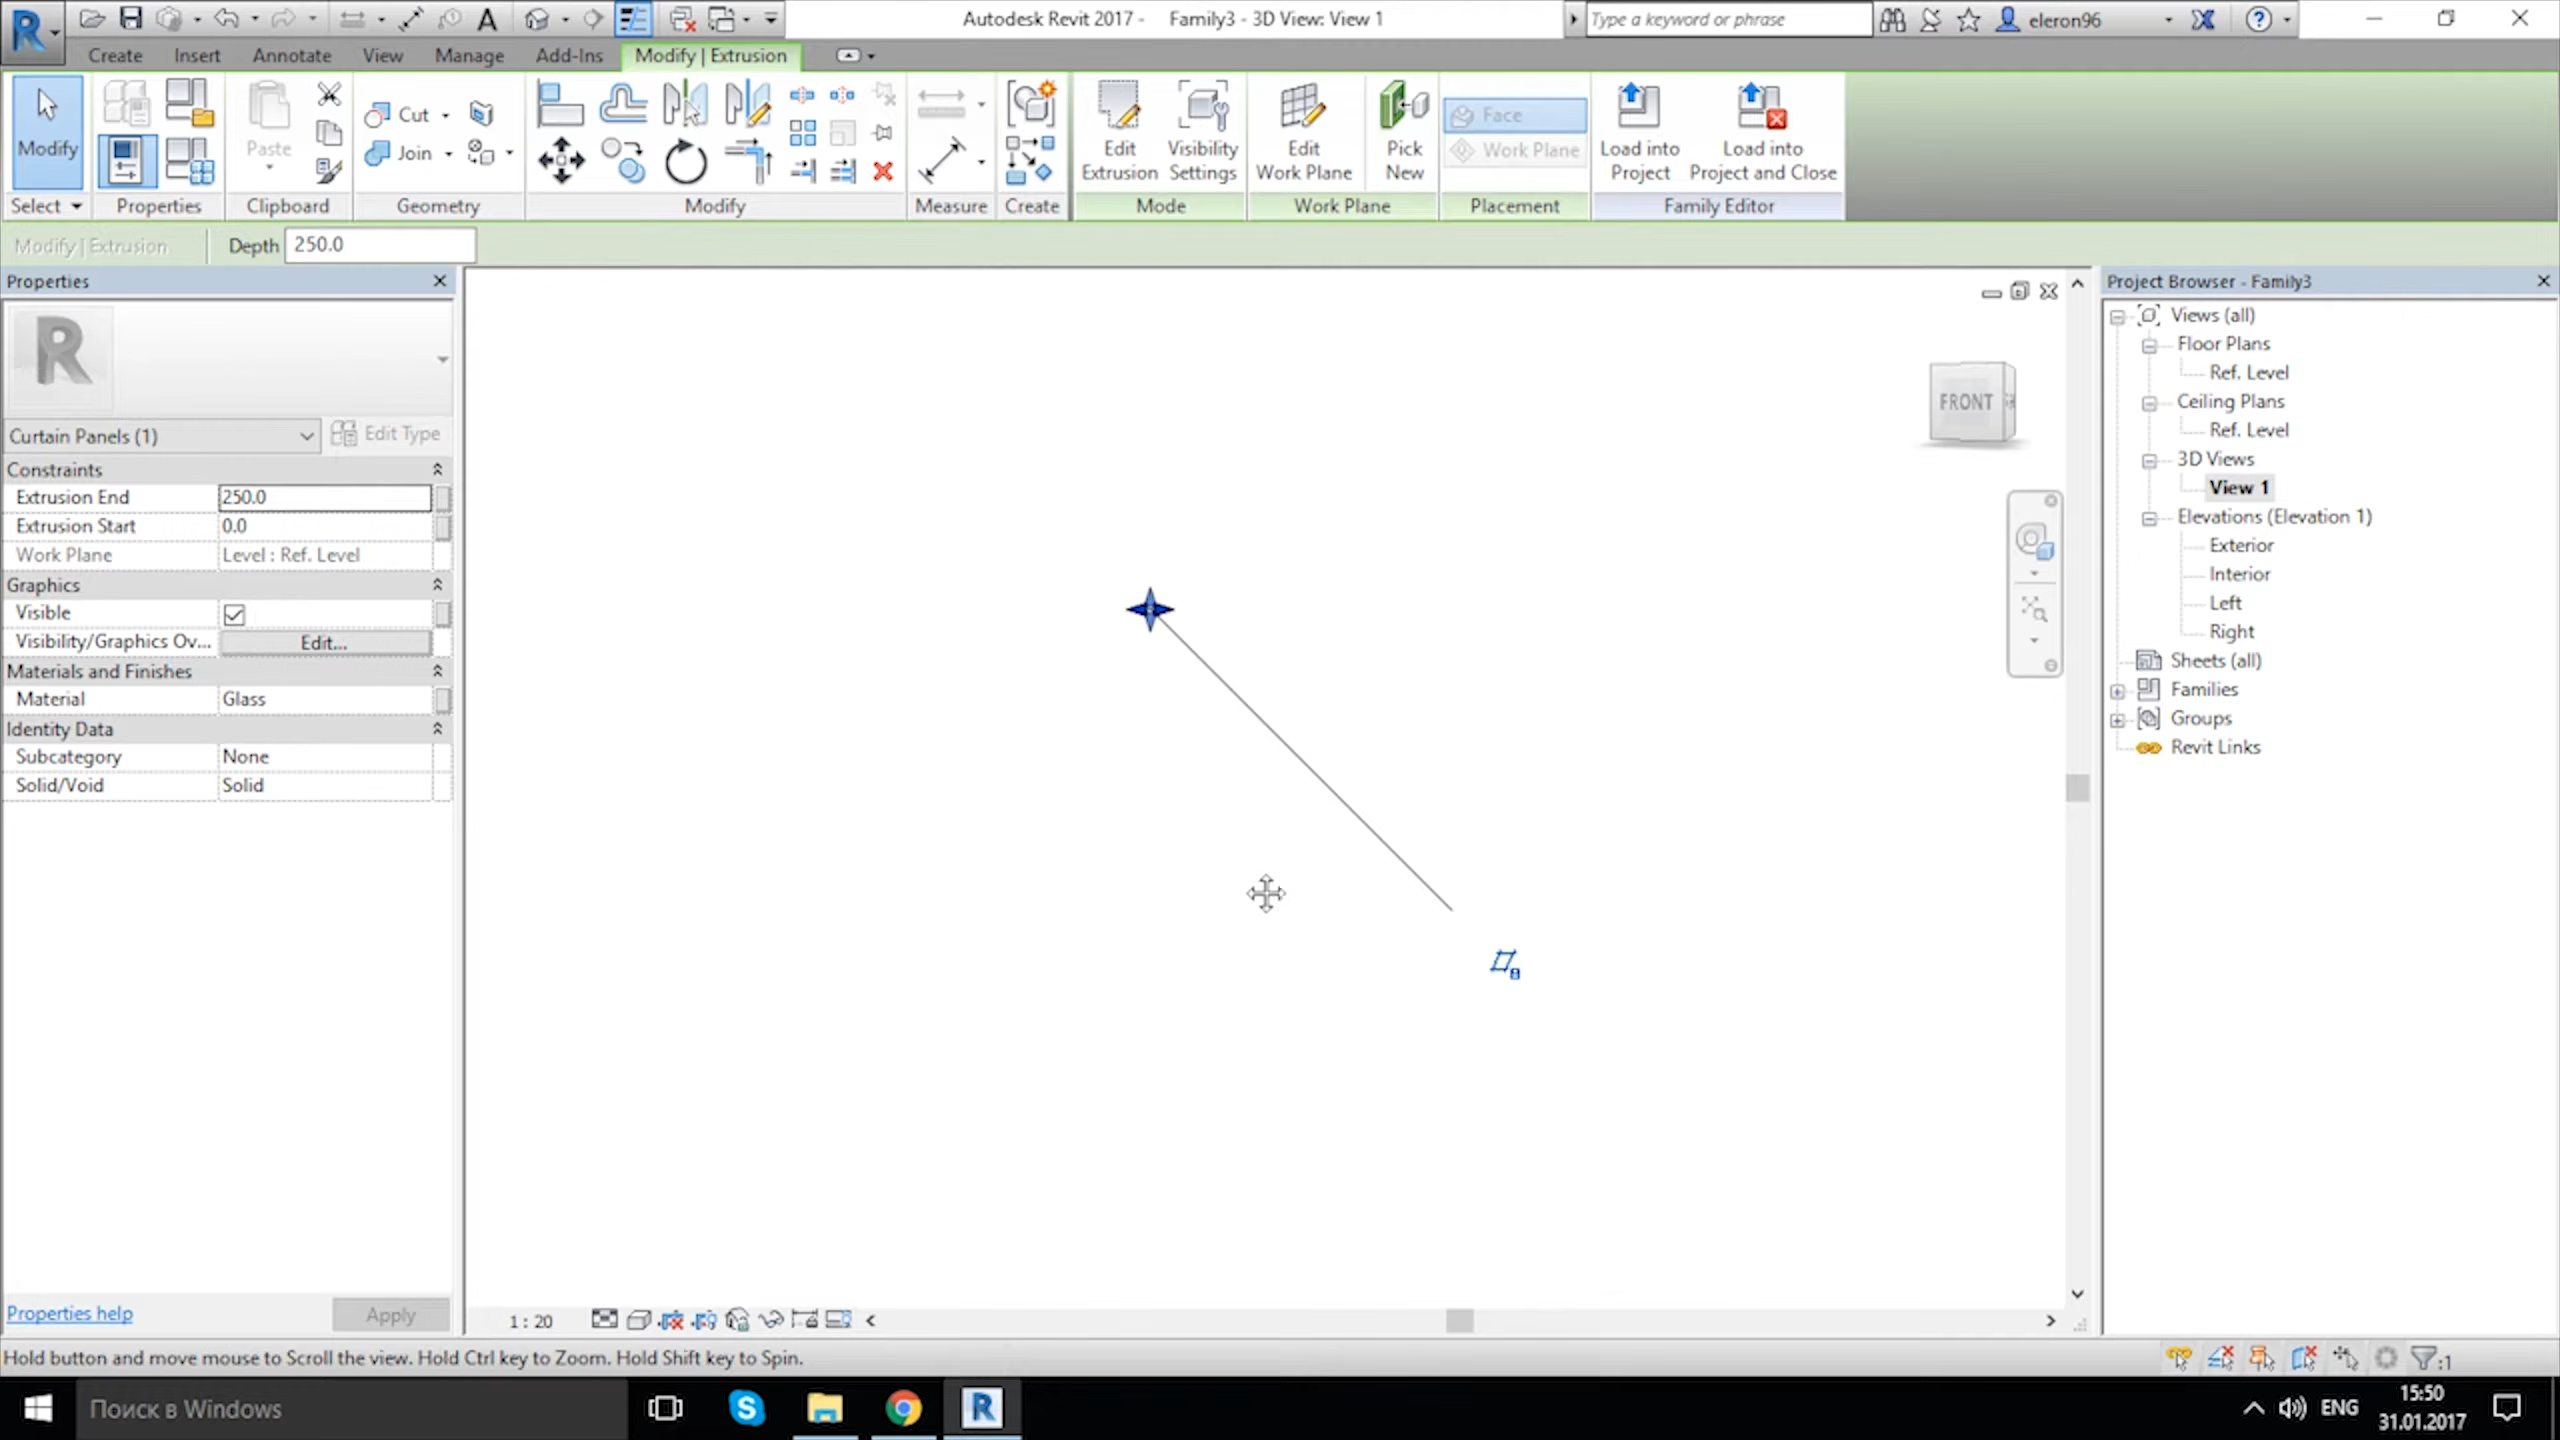 Autodesk Revit 2017 - Family3 - 3D View: View 1
Type a keyword or phrase
eleron96
Create Insert Annotate View Manage Add-Ins Modify | Extrusion
Modify
Paste
Cut
Join
Edit Extrusion
Visibility Settings
Edit Work Plane
Pick New
Face
Work Plane
Load into Project
Load into Project and Close
Select Properties Clipboard Geometry Modify Measure Create Mode Work Plane Placement Family Editor
Modify | Extrusion Depth 250.0
Properties
R
Curtain Panels (1) Edit Type
Constraints
Extrusion End 250.0
Extrusion Start 0.0
Work Plane Level : Ref. Level
Graphics
Visible
Visibility/Graphics Ov... Edit...
Materials and Finishes
Material Glass
Identity Data
Subcategory None
Solid/Void Solid
Properties help Apply
FRONT
1 : 20
Project Browser - Family3
Views (all)
Floor Plans
Ref. Level
Ceiling Plans
Ref. Level
3D Views
View 1
Elevations (Elevation 1)
Exterior
Interior
Left
Right
Sheets (all)
Families
Groups
Revit Links
Hold button and move mouse to Scroll the view. Hold Ctrl key to Zoom. Hold Shift key to Spin.
:1
Поиск в Windows
ENG
15:50
31.01.2017